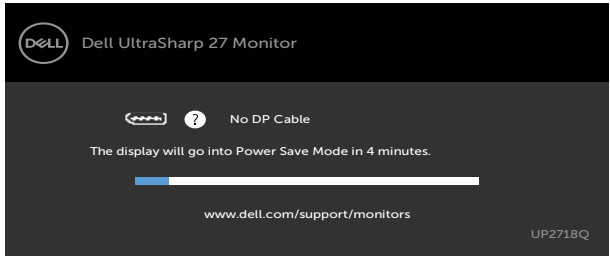 DELL
Dell UltraSharp 27 Monitor
? No DP Cable
The display will go into Power Save Mode in 4 minutes.
www.dell.com/support/monitors
UP2718Q